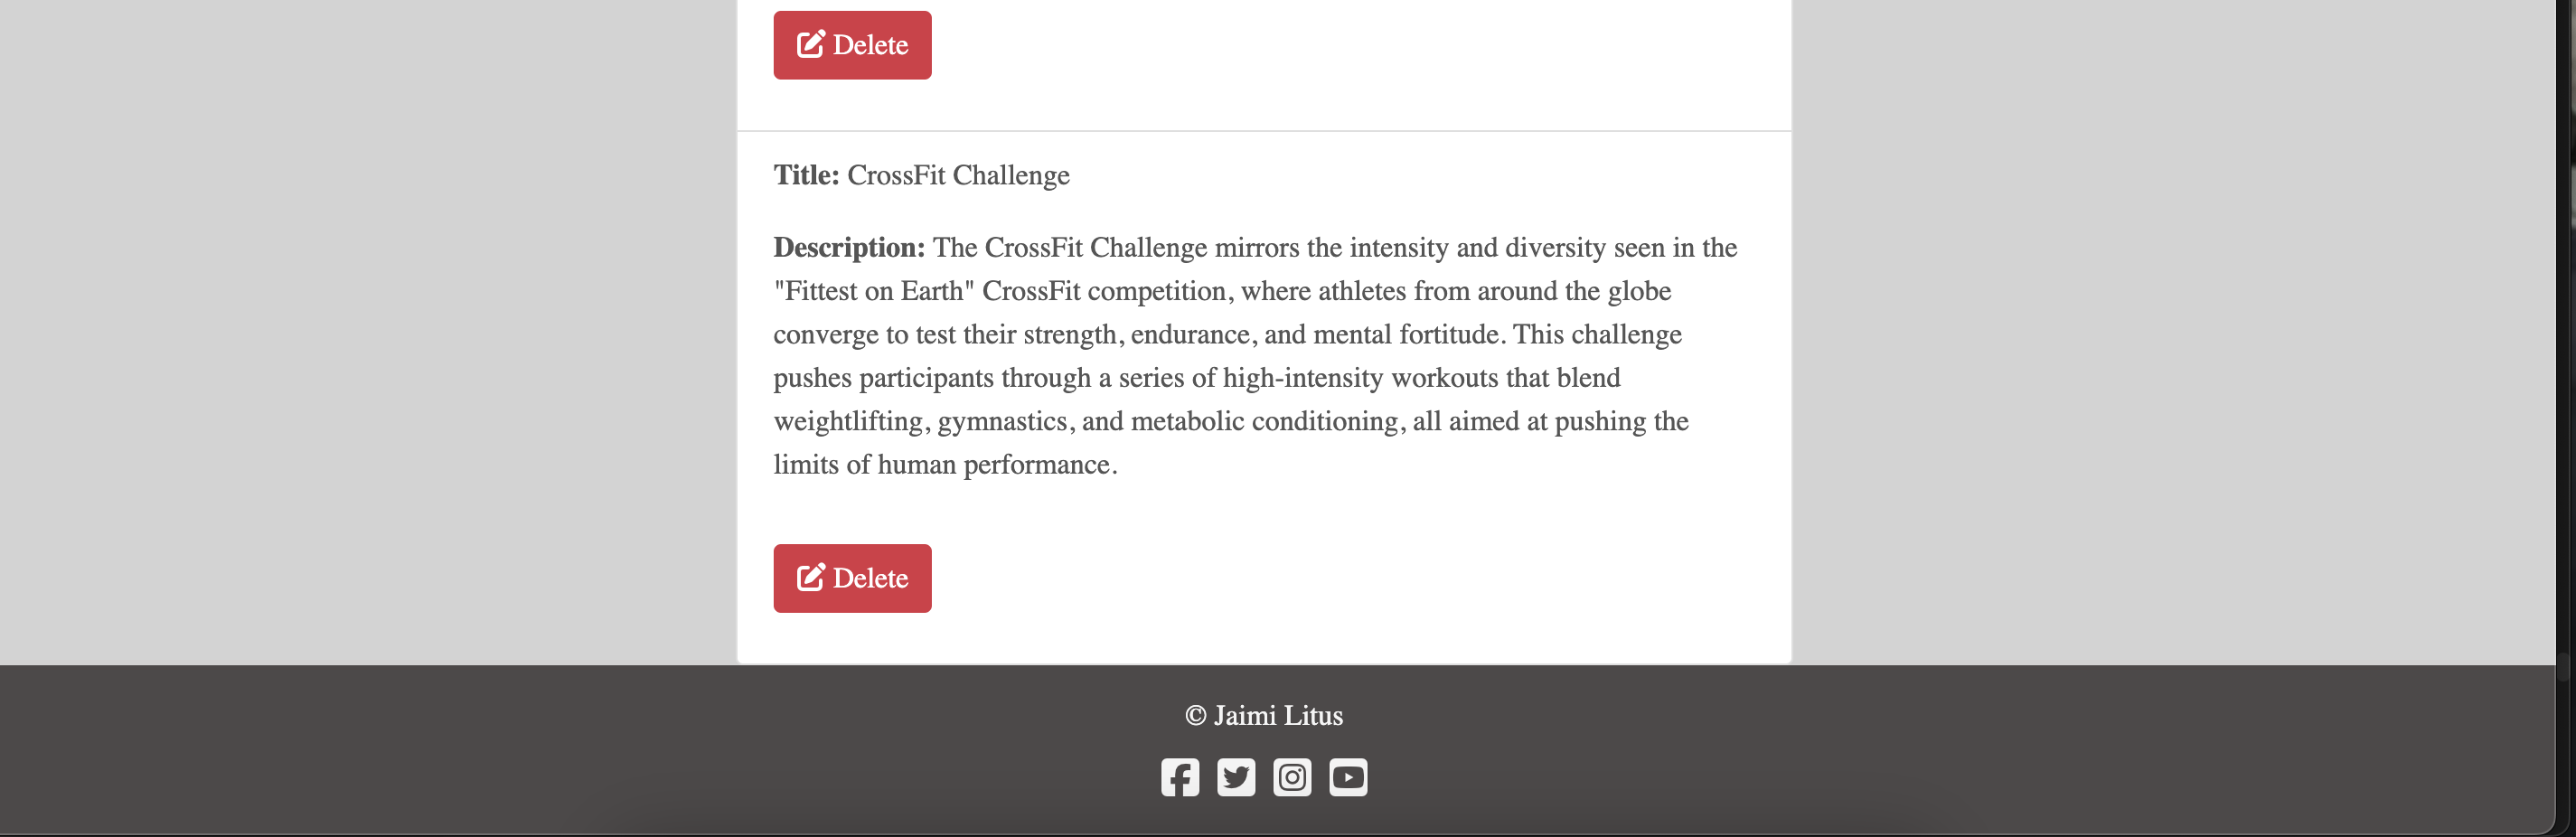 Delete
Title: CrossFit Challenge
Description: The CrossFit Challenge mirrors the intensity and diversity seen in the
"Fittest on Earth" CrossFit competition, where athletes from around the globe
converge to test their strength, endurance, and mental fortitude. This challenge
pushes participants through a series of high-intensity workouts that blend
weightlifting, gymnastics, and metabolic conditioning, all aimed at pushing the
limits of human performance.
Delete
© Jaimi Litus